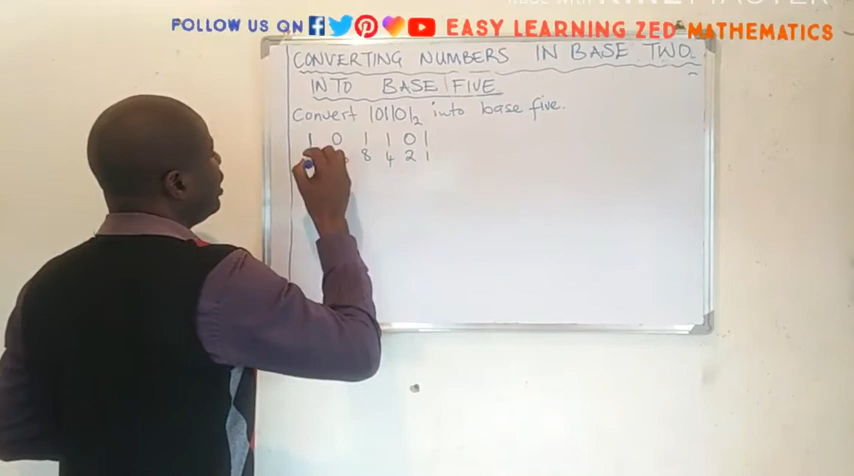 FOLLOW US ON EASY LEARNING ZED MATHEMATICS
CONVERTING NUMBERS IN BASE TWO
INTO BASE FIVE
Convert 101101₂ into base five.
1 0 1 1 0 1
8 4 2 1